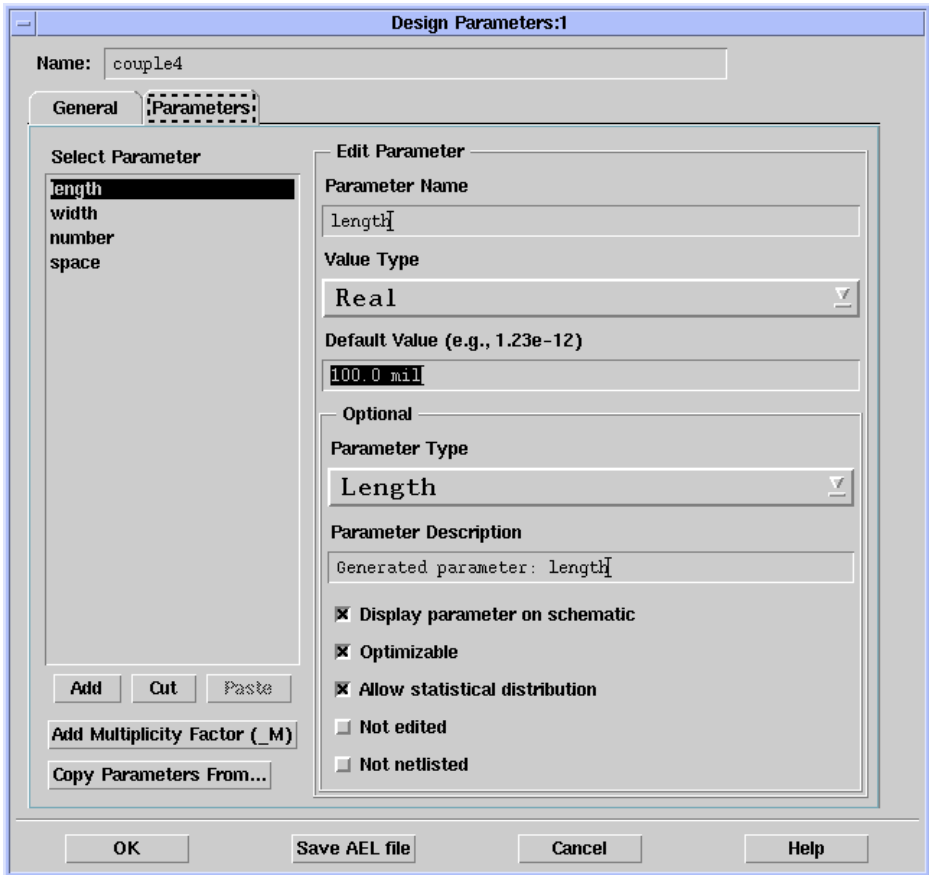 Design Parameters:1
Name: couple4
General Parameters
Select Parameter
length
width
number
space
Add Cut Paste
Add Multiplicity Factor (_M)
Copy Parameters From...
Edit Parameter
Parameter Name
length
Value Type
Real
Default Value (e.g., 1.23e-12)
100.0 mil
Optional
Parameter Type
Length
Parameter Description
Generated parameter: length
Display parameter on schematic
Optimizable
Allow statistical distribution
Not edited
Not netlisted
OK Save AEL file Cancel Help